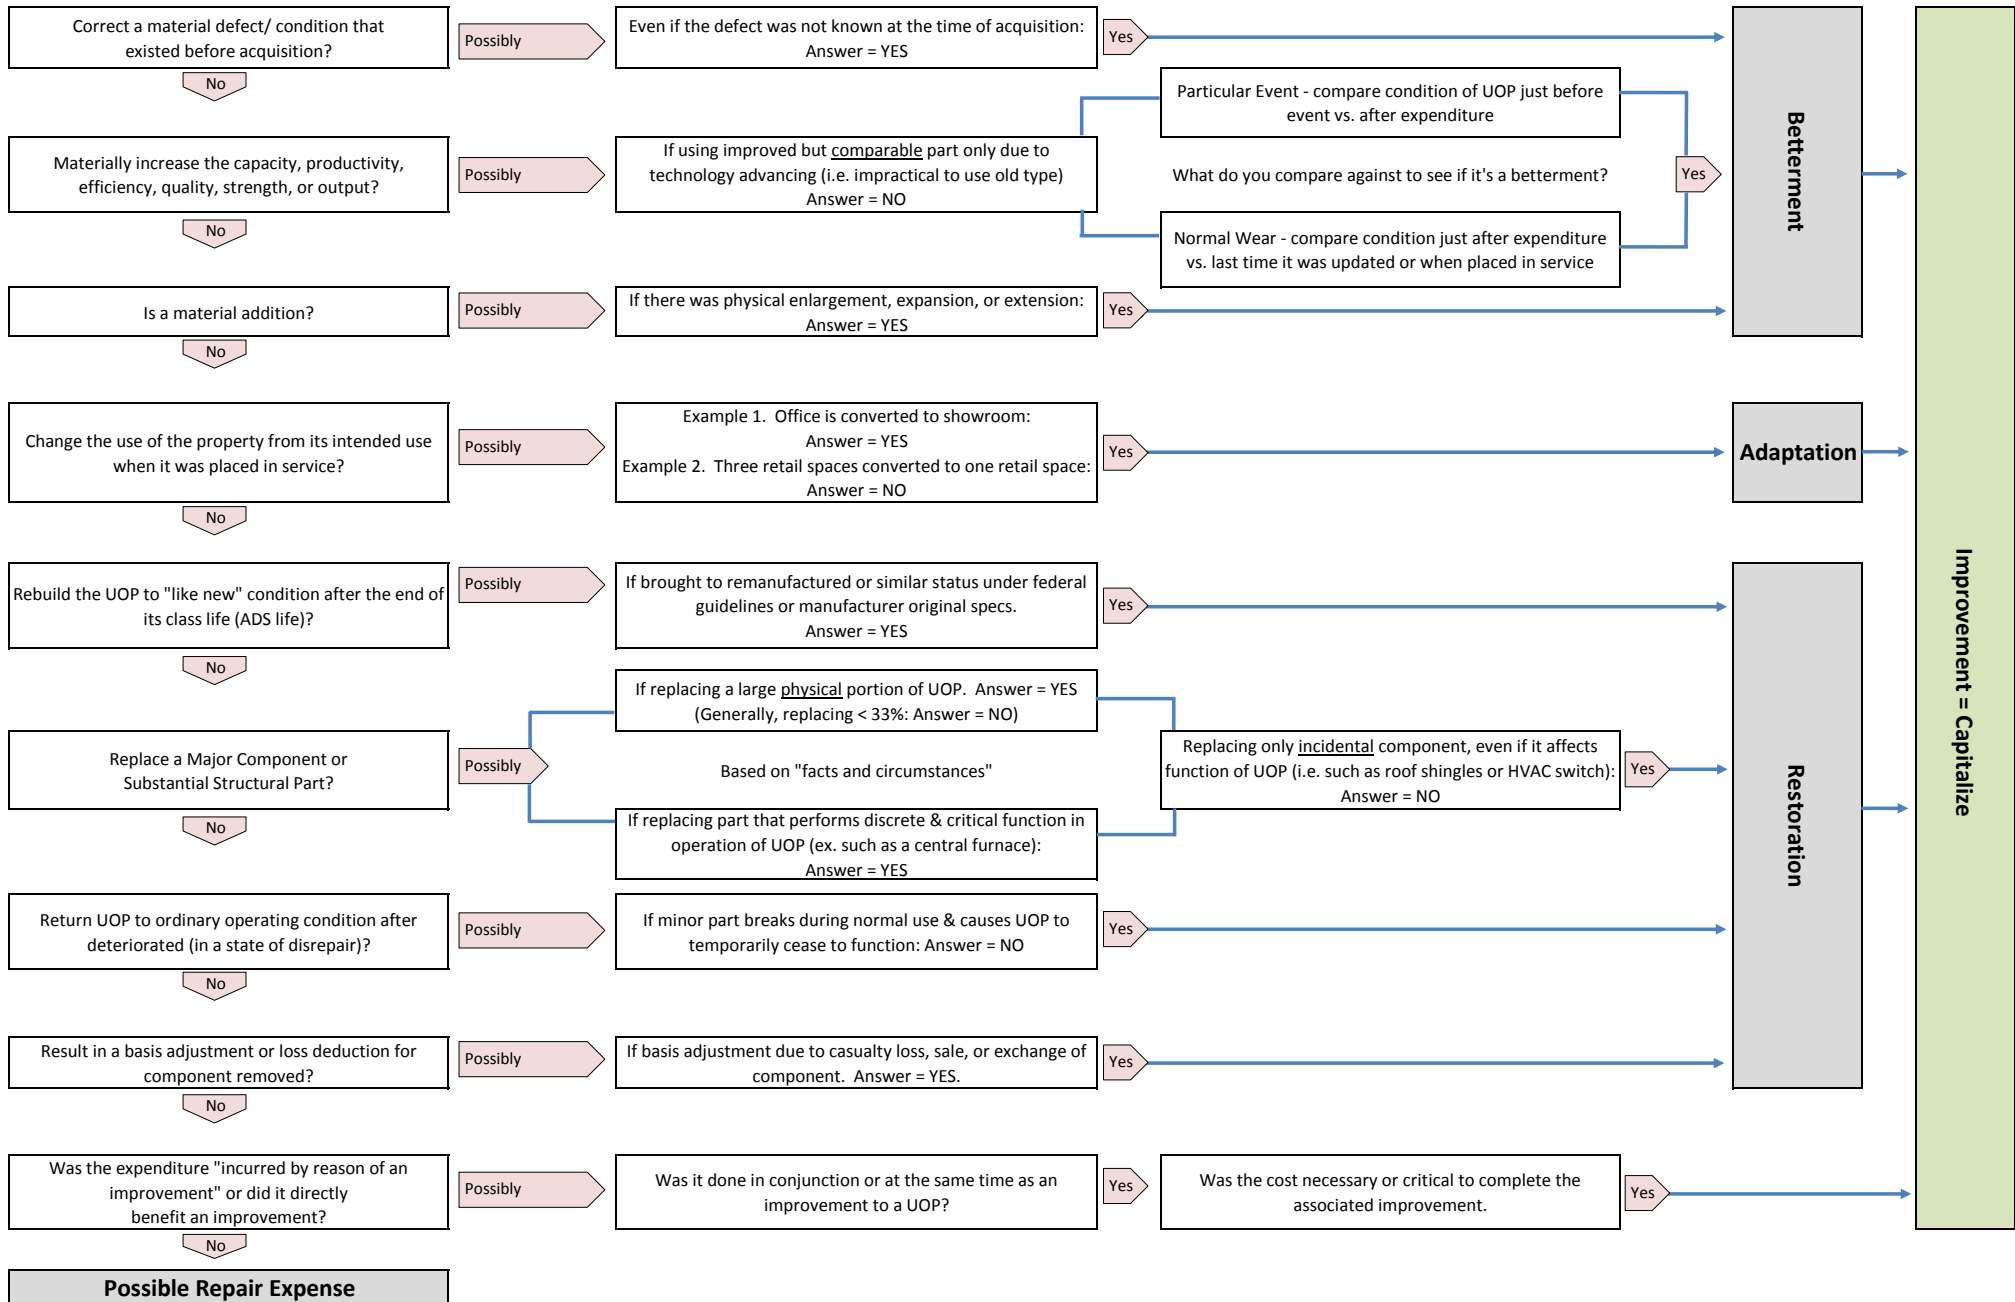 Correct a material defect/ condition that
existed before acquisition?
Possibly
Even if the defect was not known at the time of acquisition:
Answer = YES
Yes
No
Particular Event - compare condition of UOP just before
event vs. after expenditure
Materially increase the capacity, productivity,
efficiency, quality, strength, or output?
Possibly
If using improved but comparable part only due to
technology advancing (i.e. impractical to use old type)
Answer = NO
What do you compare against to see if it's a betterment?
Yes
Betterment
No
Normal Wear - compare condition just after expenditure
vs. last time it was updated or when placed in service
Is a material addition?
Possibly
If there was physical enlargement, expansion, or extension:
Answer = YES
Yes
No
Change the use of the property from its intended use
when it was placed in service?
Possibly
Example 1. Office is converted to showroom:
Answer = YES
Example 2. Three retail spaces converted to one retail space:
Answer = NO
Yes
Adaptation
No
Rebuild the UOP to "like new" condition after the end of
its class life (ADS life)?
Possibly
If brought to remanufactured or similar status under federal
guidelines or manufacturer original specs.
Answer = YES
Yes
No
Improvement = Capitalize
If replacing a large physical portion of UOP. Answer = YES
(Generally, replacing < 33%: Answer = NO)
Replace a Major Component or
Substantial Structural Part?
Possibly
Based on "facts and circumstances"
Replacing only incidental component, even if it affects
function of UOP (i.e. such as roof shingles or HVAC switch):
Answer = NO
Yes
Restoration
No
If replacing part that performs discrete & critical function in
operation of UOP (ex. such as a central furnace):
Answer = YES
Return UOP to ordinary operating condition after
deteriorated (in a state of disrepair)?
Possibly
If minor part breaks during normal use & causes UOP to
temporarily cease to function: Answer = NO
Yes
No
Result in a basis adjustment or loss deduction for
component removed?
Possibly
If basis adjustment due to casualty loss, sale, or exchange of
component. Answer = YES.
Yes
No
Was the expenditure "incurred by reason of an
improvement" or did it directly
benefit an improvement?
Possibly
Was it done in conjunction or at the same time as an
improvement to a UOP?
Yes
Was the cost necessary or critical to complete the
associated improvement.
Yes
No
Possible Repair Expense